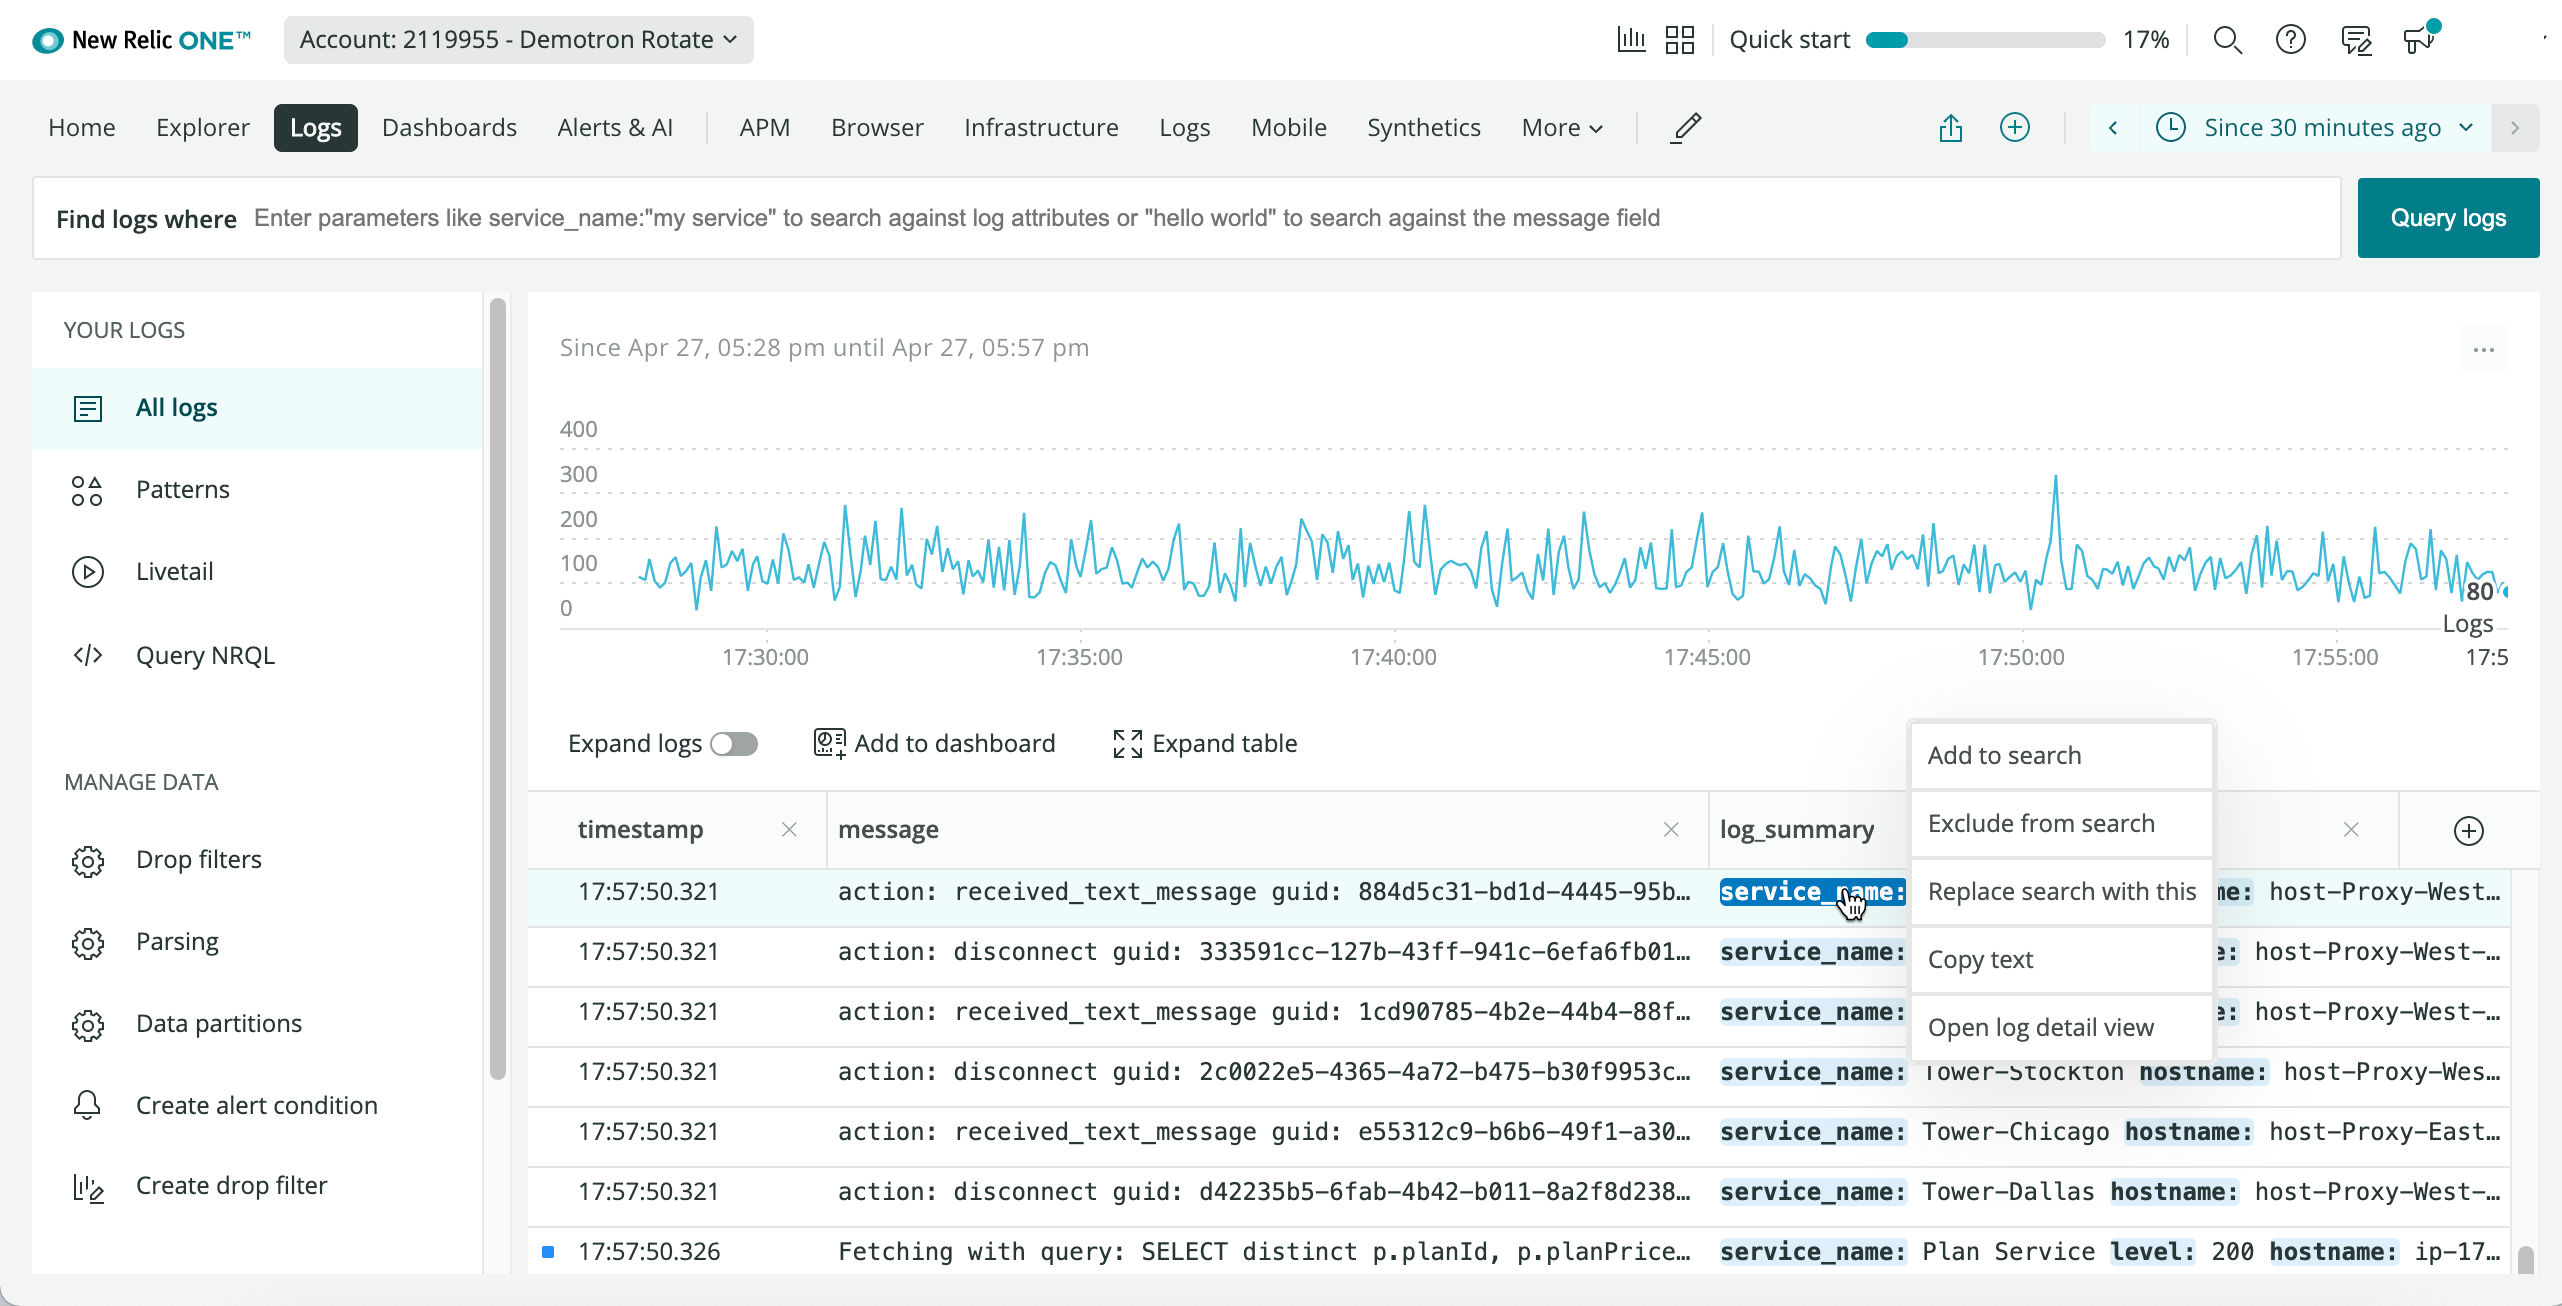 New Relic ONE™ Account: 2119955 - Demotron Rotate Quick start 17%
Home Explorer Logs Dashboards Alerts & AI APM Browser Infrastructure Logs Mobile Synthetics More Since 30 minutes ago
Find logs where Enter parameters like service_name:"my service" to search against log attributes or "hello world" to search against the message field Query logs
YOUR LOGS
All logs
Patterns
Livetail
Query NRQL
MANAGE DATA
Drop filters
Parsing
Data partitions
Create alert condition
Create drop filter
Since Apr 27, 05:28 pm until Apr 27, 05:57 pm
...
400
300
200
100
0
80
Logs
17:30:00 17:35:00 17:40:00 17:45:00 17:50:00 17:55:00 17:5
Expand logs Add to dashboard Expand table
timestamp message log_summary
17:57:50.321 action: received_text_message guid: 884d5c31-bd1d-4445-95b… service_name: me: host-Proxy-West…
17:57:50.321 action: disconnect guid: 333591cc-127b-43ff-941c-6efa6fb01… service_name: e: host-Proxy-West-…
17:57:50.321 action: received_text_message guid: 1cd90785-4b2e-44b4-88f… service_name: e: host-Proxy-West-…
17:57:50.321 action: disconnect guid: 2c0022e5-4365-4a72-b475-b30f9953c… service_name: Tower-Stockton hostname: host-Proxy-Wes…
17:57:50.321 action: received_text_message guid: e55312c9-b6b6-49f1-a30… service_name: Tower-Chicago hostname: host-Proxy-East…
17:57:50.321 action: disconnect guid: d42235b5-6fab-4b42-b011-8a2f8d238… service_name: Tower-Dallas hostname: host-Proxy-West-…
17:57:50.326 Fetching with query: SELECT distinct p.planId, p.planPrice… service_name: Plan Service level: 200 hostname: ip-17…
Add to search
Exclude from search
Replace search with this
Copy text
Open log detail view